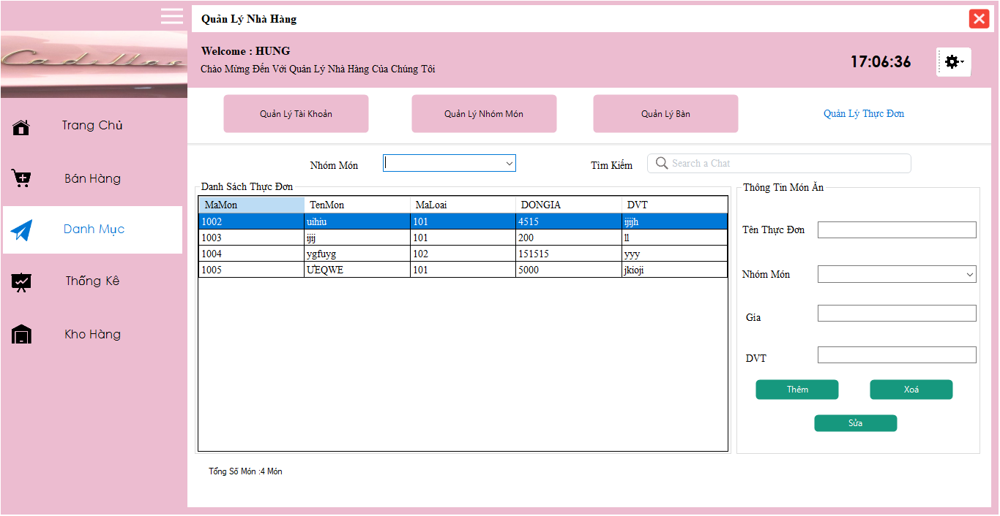 Quản Lý Nhà Hàng
Cadillac
Welcome : HUNG
Chào Mừng Đến Với Quản Lý Nhà Hàng Của Chúng Tôi
17:06:36
Trang Chủ
Bán Hàng
Danh Mục
Thống Kê
Kho Hàng
Quản Lý Tài Khoản
Quản Lý Nhóm Món
Quản Lý Bàn
Quản Lý Thực Đơn
Nhóm Món
Tìm Kiếm
Search a Chat
Danh Sách Thực Đơn
MaMon TenMon MaLoai DONGIA DVT
1002 uihiu 101 4515 ijijh
1003 ijij 101 200 ll
1004 ygfuyg 102 151515 yyy
1005 ƯEQWE 101 5000 jkioji
Tổng Số Món :4 Món
Thông Tin Món Ăn
Tên Thực Đơn
Nhóm Món
Gía
DVT
Thêm
Xoá
Sửa